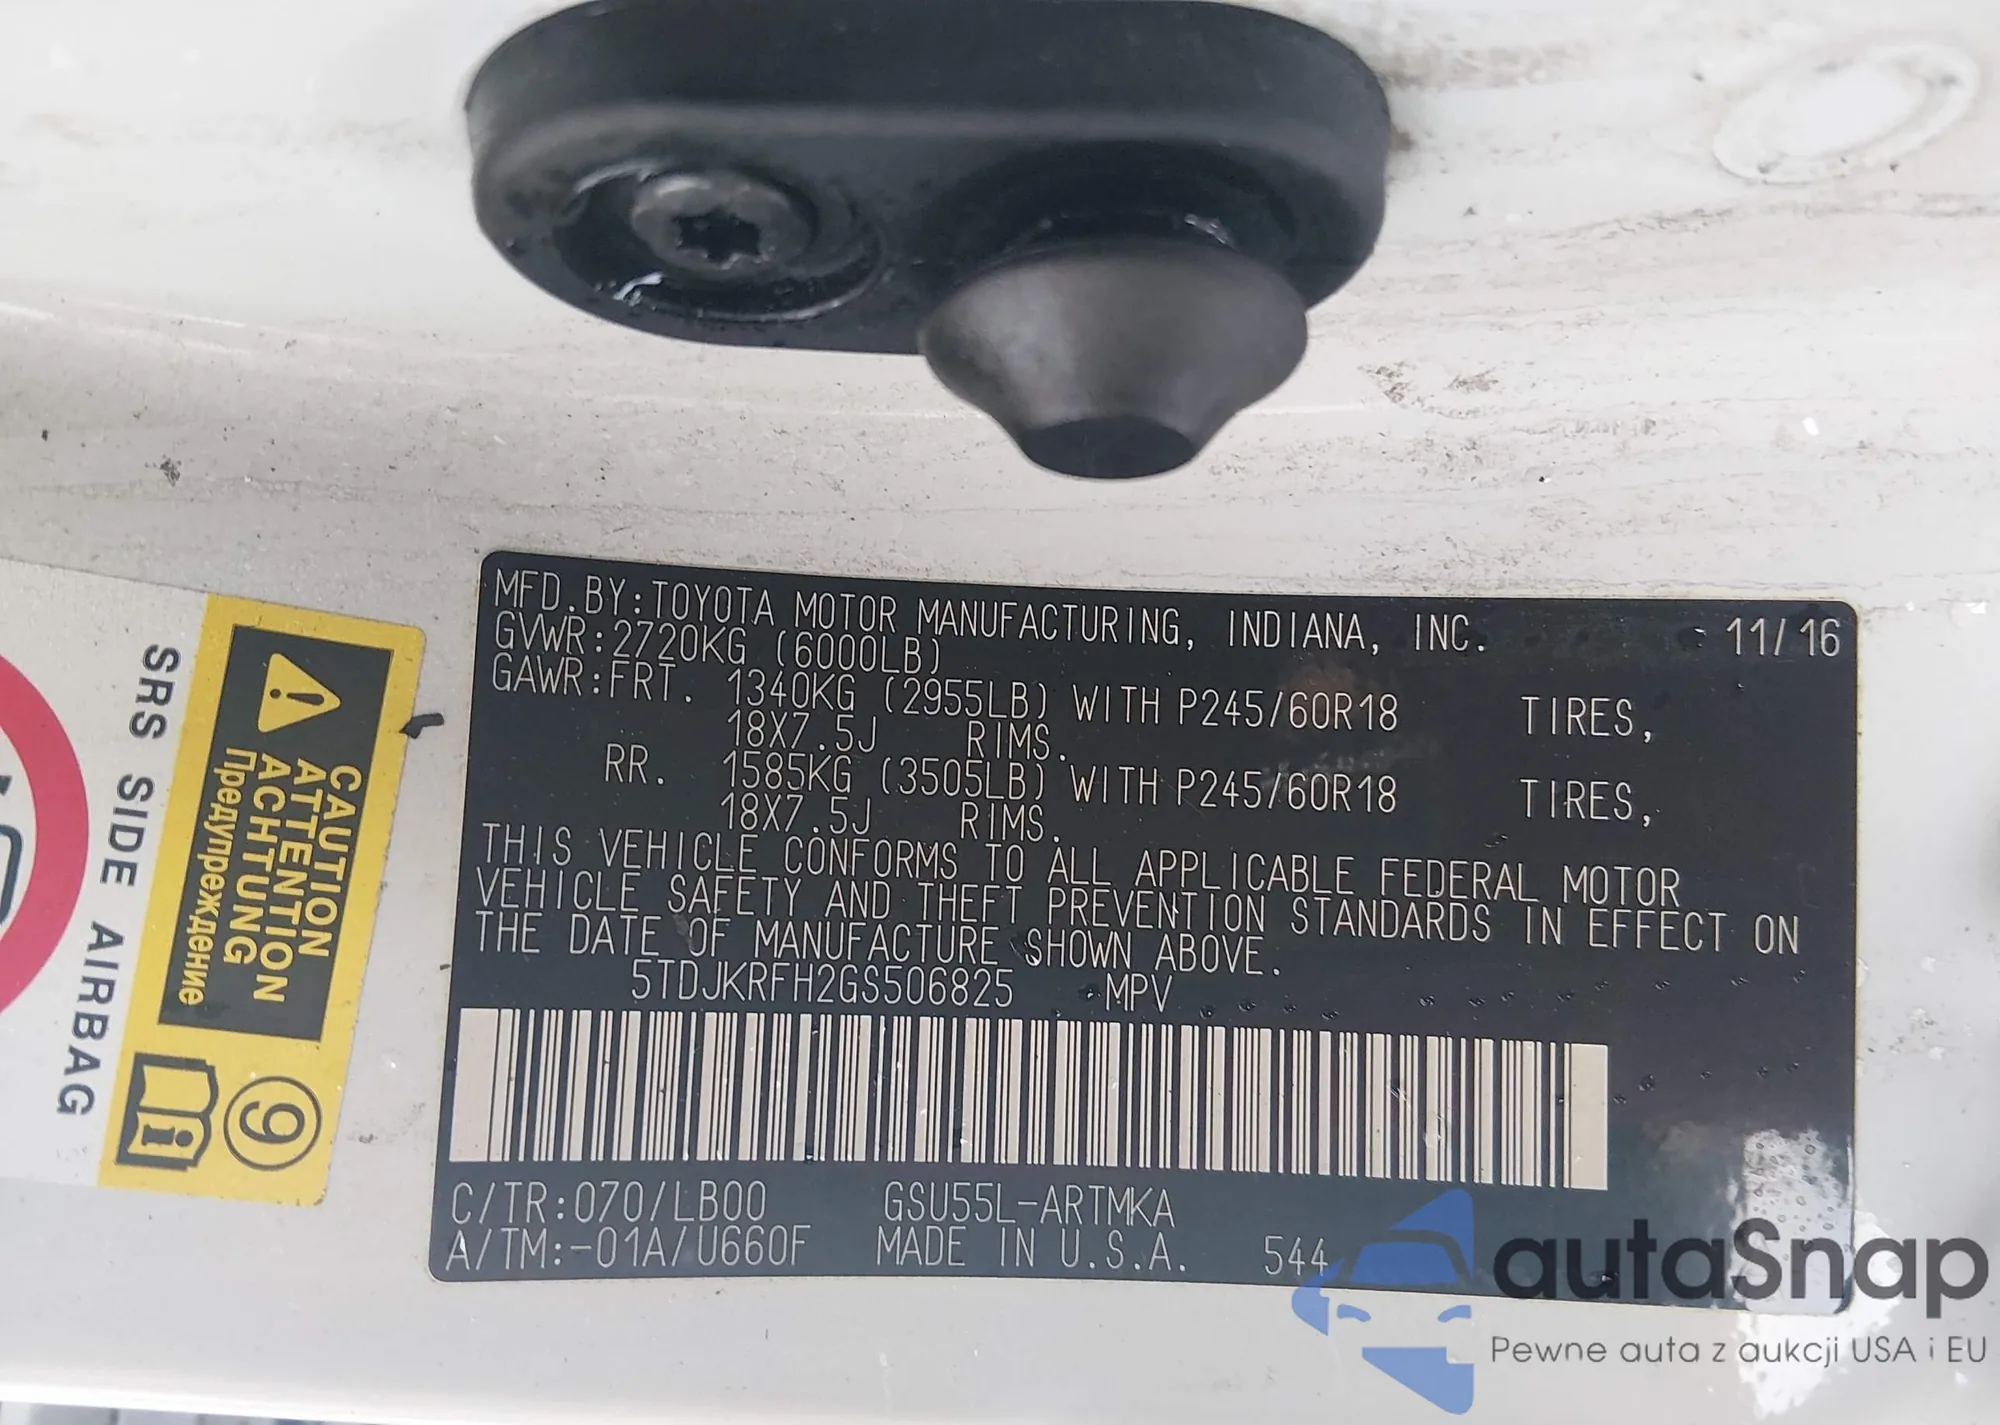 MFD.BY:TOYOTA MOTOR MANUFACTURING, INDIANA, INC. 11/16
GVWR:2720KG (6000LB)
GAWR:FRT. 1340KG (2955LB) WITH P245/60R18 TIRES,
18X7.5J RIMS.
RR. 1585KG (3505LB) WITH P245/60R18 TIRES,
18X7.5J RIMS.
THIS VEHICLE CONFORMS TO ALL APPLICABLE FEDERAL MOTOR
VEHICLE SAFETY AND THEFT PREVENTION STANDARDS IN EFFECT ON
THE DATE OF MANUFACTURE SHOWN ABOVE.
5TDJKRFH2GS506825 MPV
C/TR:070/LB00 GSU55L-ARTMKA
A/TM:-01A/U660F MADE IN U.S.A. 544
CAUTION
ATTENTION
ACHTUNG
Предупреждение
9
i
SRS SIDE AIRBAG
autaSnap
Pewne auta z aukcji USA i EU